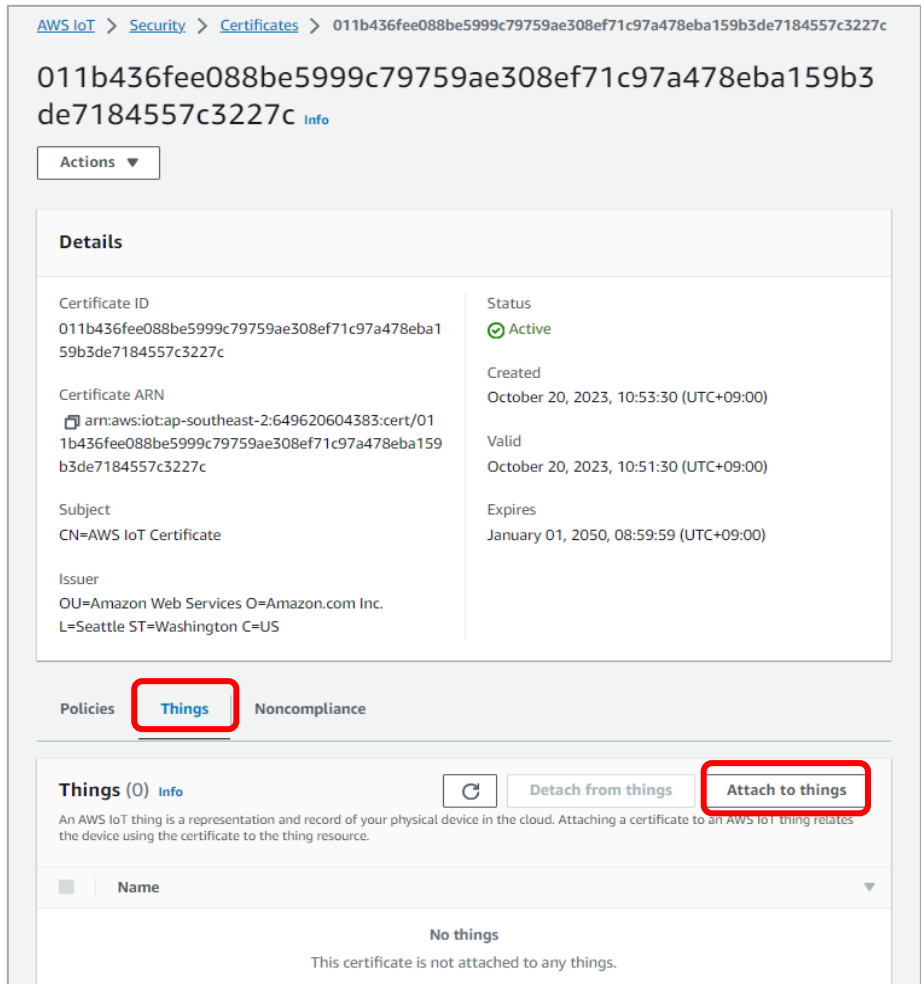 AWS IoT > Security > Certificates > 011b436fee088be5999c79759ae308ef71c97a478eba159b3de7184557c3227c
011b436fee088be5999c79759ae308ef71c97a478eba159b3
de7184557c3227c Info
Actions
Details
Certificate ID
011b436fee088be5999c79759ae308ef71c97a478eba1
59b3de7184557c3227c
Certificate ARN
arn:aws:iot:ap-southeast-2:649620604383:cert/01
1b436fee088be5999c79759ae308ef71c97a478eba159
b3de7184557c3227c
Subject
CN=AWS IoT Certificate
Issuer
OU=Amazon Web Services O=Amazon.com Inc.
L=Seattle ST=Washington C=US
Status
Active
Created
October 20, 2023, 10:53:30 (UTC+09:00)
Valid
October 20, 2023, 10:51:30 (UTC+09:00)
Expires
January 01, 2050, 08:59:59 (UTC+09:00)
Policies Things Noncompliance
Things (0) Info Detach from things Attach to things
An AWS IoT thing is a representation and record of your physical device in the cloud. Attaching a certificate to an AWS IoT thing relates
the device using the certificate to the thing resource.
Name
No things
This certificate is not attached to any things.